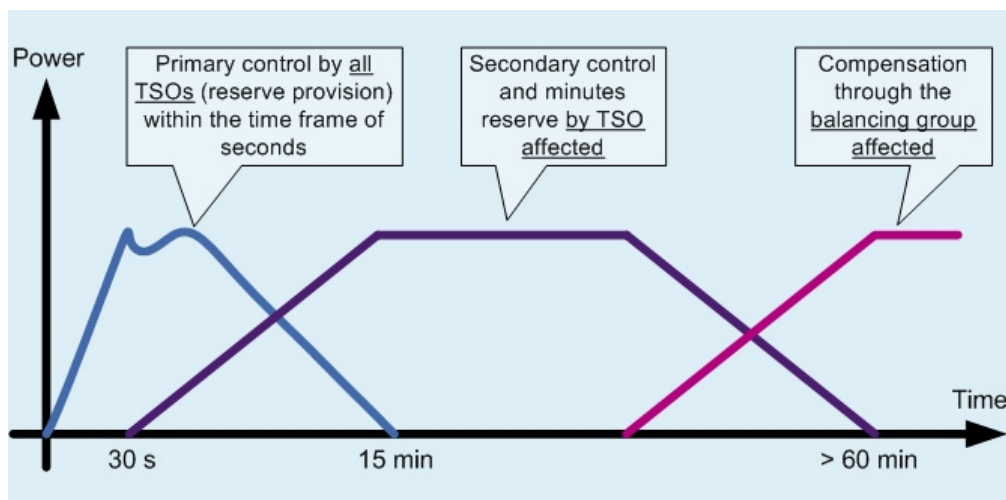 Power
Primary control by all
TSOs (reserve provision)
within the time frame of
seconds
Secondary control
and minutes
reserve by TSO
affected
Compensation
through the
balancing group
affected
Time
30 s
15 min
> 60 min